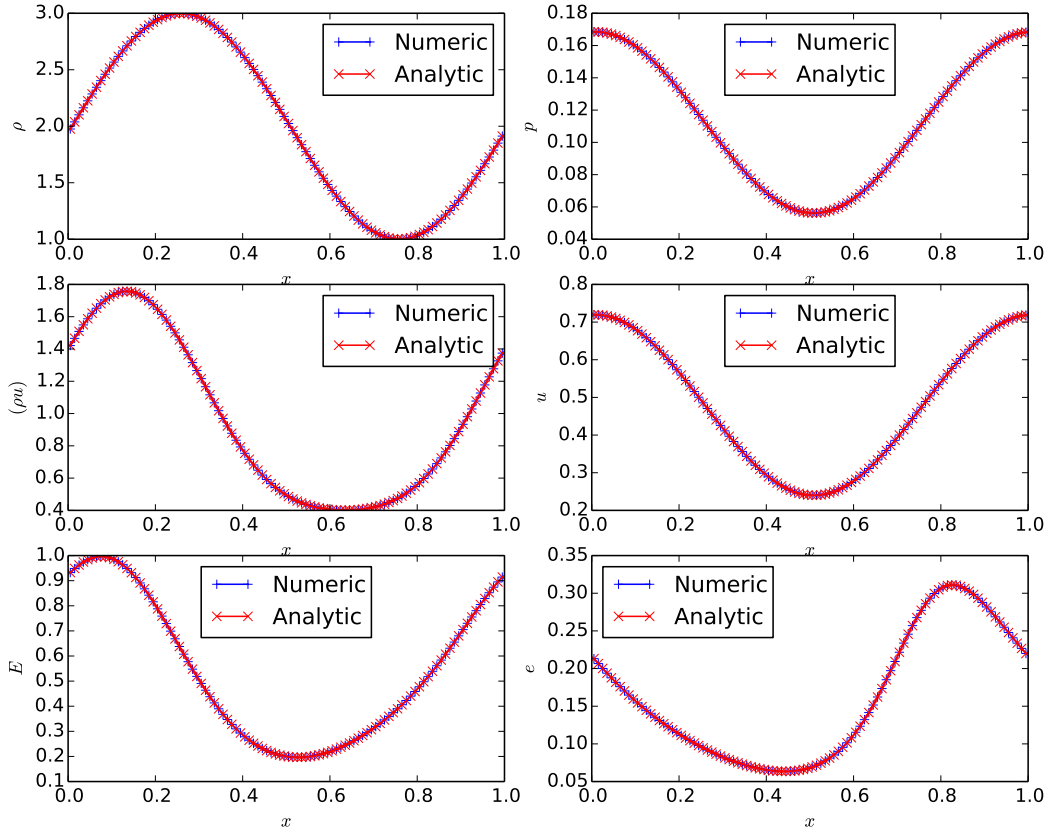 3.0
2.5
2.0
1.5
1.0
ρ
0.0 0.2 0.4 0.6 0.8 1.0
x
Numeric
Analytic
0.18
0.16
0.14
0.12
0.10
0.08
0.06
0.04
p
0.0 0.2 0.4 0.6 0.8 1.0
x
Numeric
Analytic
1.8
1.6
1.4
1.2
1.0
0.8
0.6
0.4
(ρu)
0.0 0.2 0.4 0.6 0.8 1.0
x
Numeric
Analytic
0.8
0.7
0.6
0.5
0.4
0.3
0.2
u
0.0 0.2 0.4 0.6 0.8 1.0
x
Numeric
Analytic
1.0
0.9
0.8
0.7
0.6
0.5
0.4
0.3
0.2
0.1
E
0.0 0.2 0.4 0.6 0.8 1.0
x
Numeric
Analytic
0.35
0.30
0.25
0.20
0.15
0.10
0.05
e
0.0 0.2 0.4 0.6 0.8 1.0
x
Numeric
Analytic